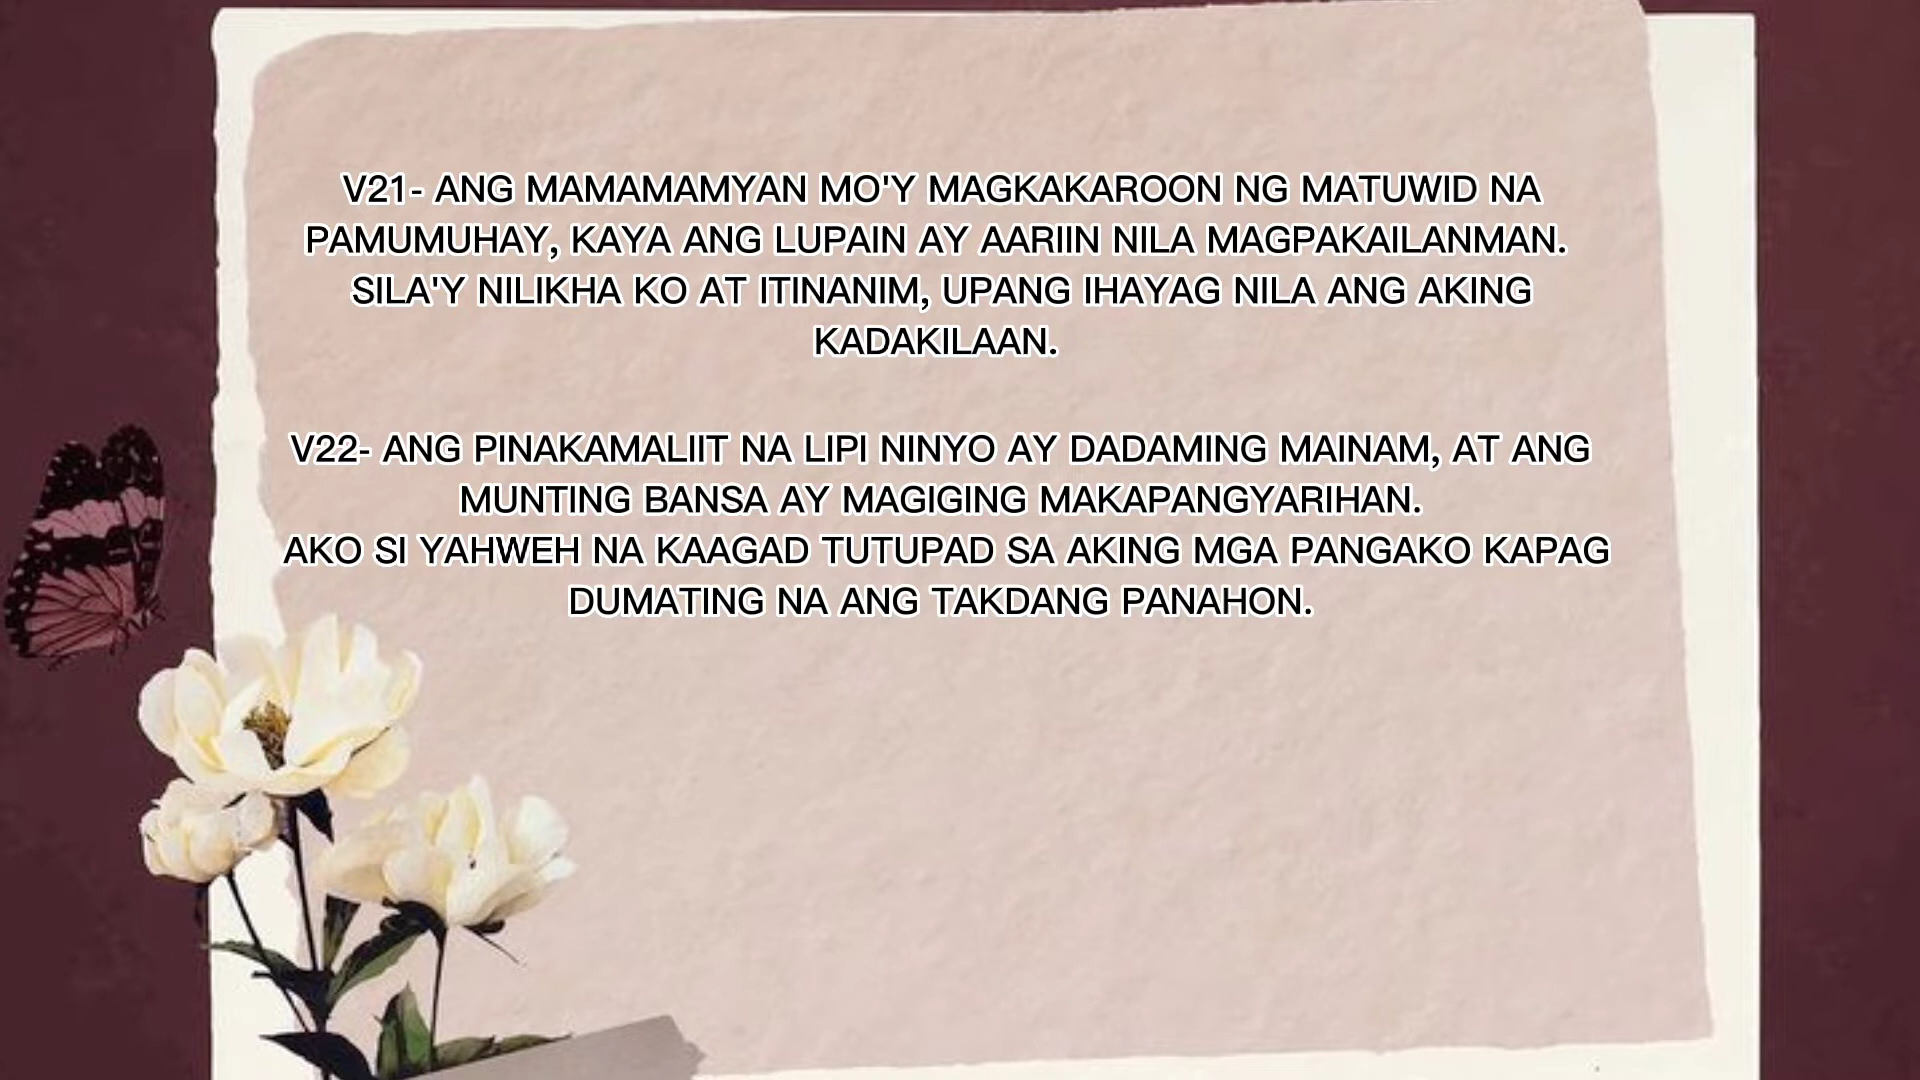 V21- ANG MAMAMAMYAN MO'Y MAGKAKAROON NG MATUWID NA
PAMUMUHAY, KAYA ANG LUPAIN AY AARIIN NILA MAGPAKAILANMAN.
SILA'Y NILIKHA KO AT ITINANIM, UPANG IHAYAG NILA ANG AKING
KADAKILAAN.
V22- ANG PINAKAMALIIT NA LIPI NINYO AY DADAMING MAINAM, AT ANG
MUNTING BANSA AY MAGIGING MAKAPANGYARIHAN.
AKO SI YAHWEH NA KAAGAD TUTUPAD SA AKING MGA PANGAKO KAPAG
DUMATING NA ANG TAKDANG PANAHON.